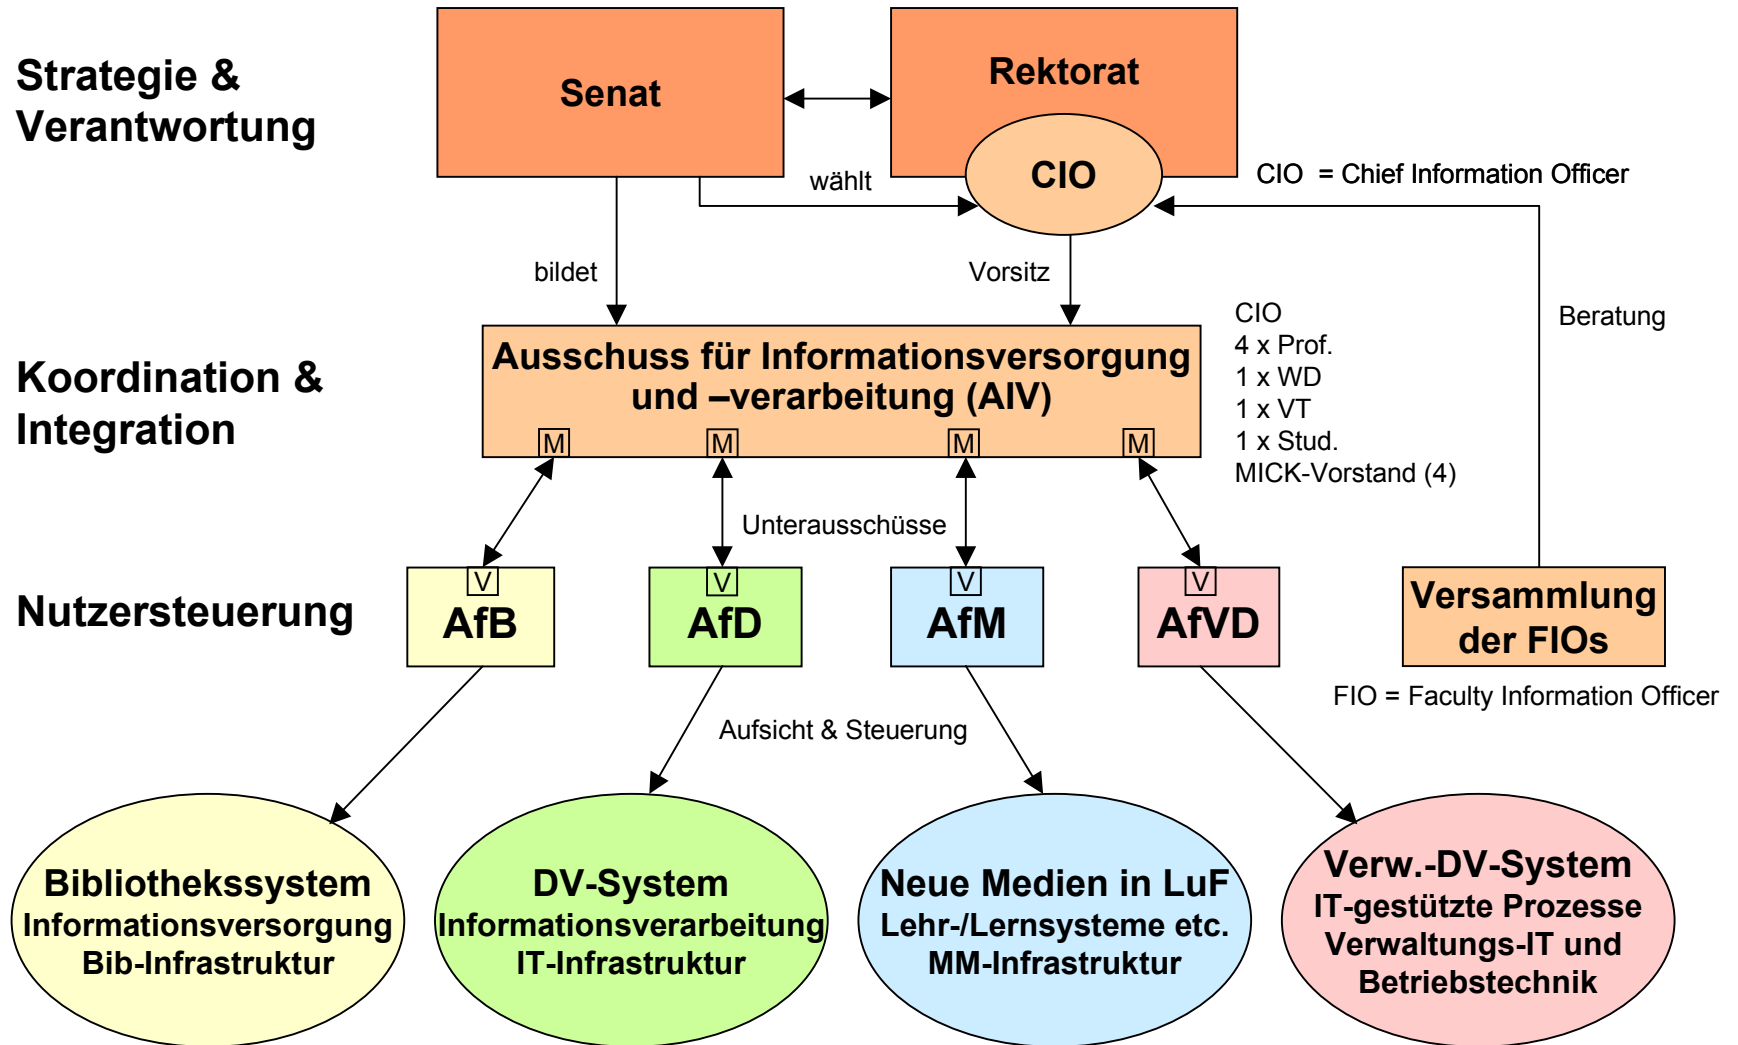 Strategie &
Verantwortung
Senat
Rektorat
CIO
wählt
CIO = Chief Information Officer
bildet
Vorsitz
Beratung
Koordination &
Integration
Ausschuss für Informationsversorgung
und –verarbeitung (AIV)
M
M
M
M
CIO
4 x Prof.
1 x WD
1 x VT
1 x Stud.
MICK-Vorstand (4)
Unterausschüsse
Nutzersteuerung
V
AfB
V
AfD
V
AfM
V
AfVD
Versammlung
der FIOs
FIO = Faculty Information Officer
Aufsicht & Steuerung
Bibliothekssystem
Informationsversorgung
Bib-Infrastruktur
DV-System
Informationsverarbeitung
IT-Infrastruktur
Neue Medien in LuF
Lehr-/Lernsysteme etc.
MM-Infrastruktur
Verw.-DV-System
IT-gestützte Prozesse
Verwaltungs-IT und
Betriebstechnik